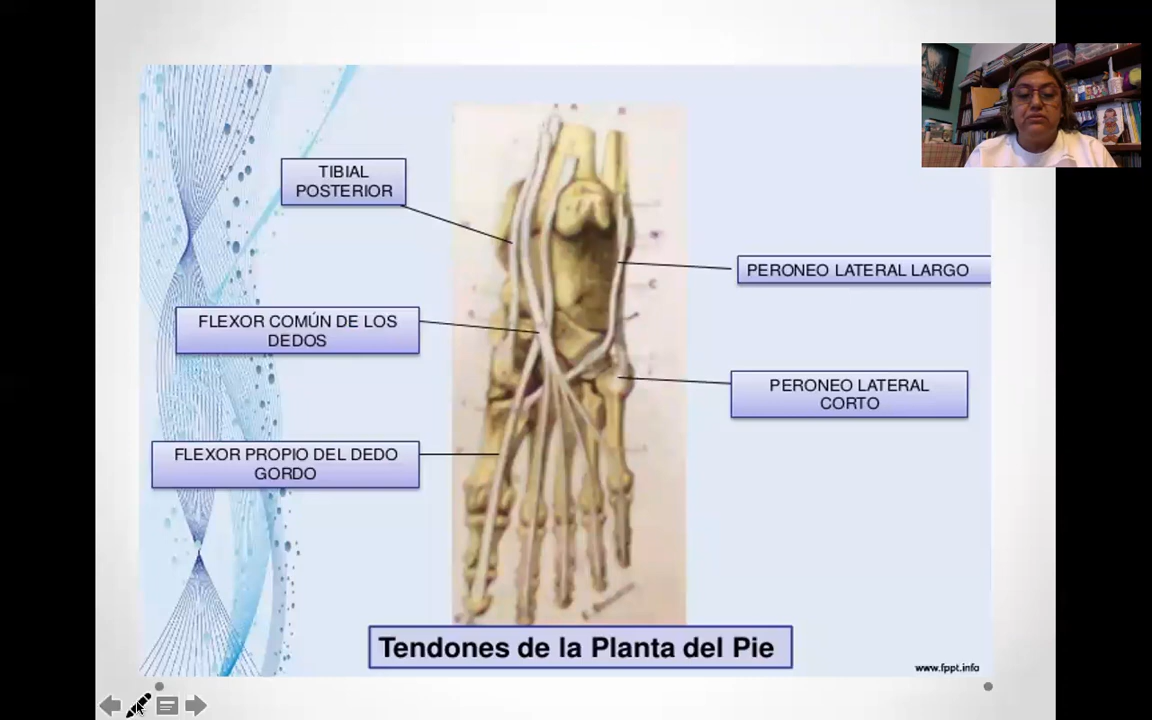 TIBIAL
POSTERIOR
PERONEO LATERAL LARGO
FLEXOR COMÚN DE LOS
DEDOS
PERONEO LATERAL
CORTO
FLEXOR PROPIO DEL DEDO
GORDO
Tendones de la Planta del Pie
www.fppt.info